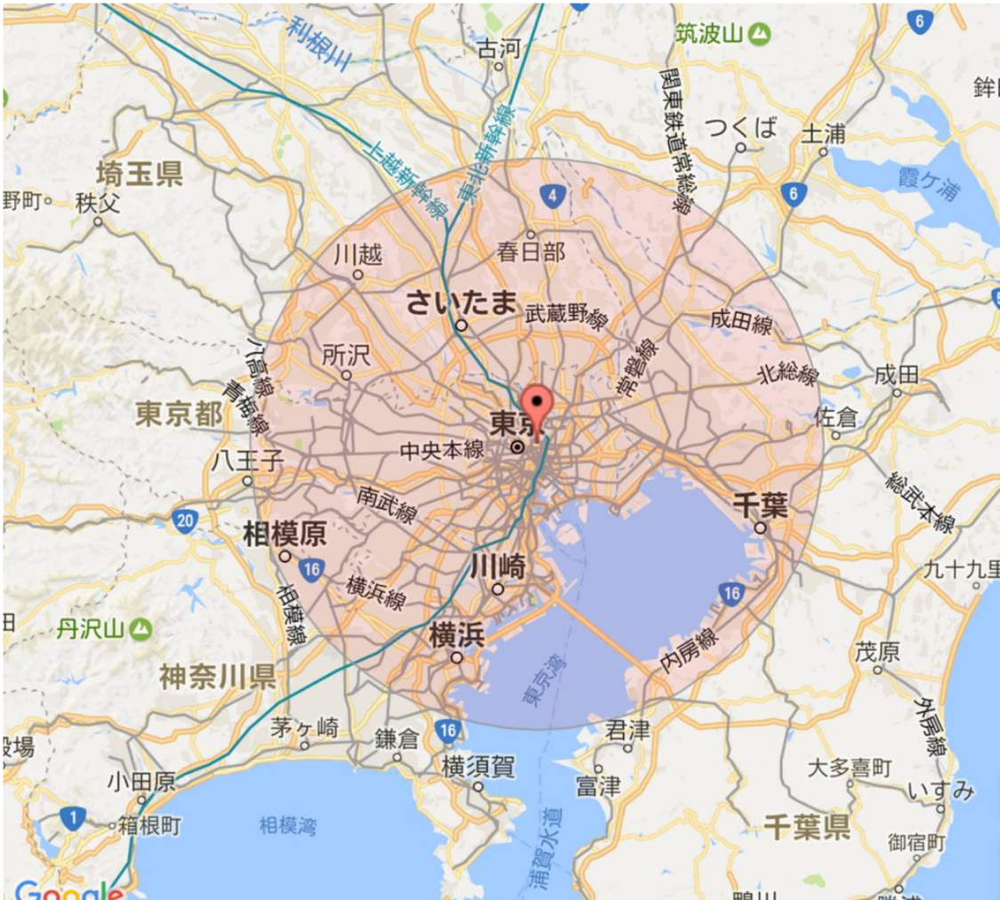 利根川
古河
筑波山
6
関東鉄道常総線
つくば
土浦
上越新幹線
東北新幹線
埼玉県
秩父
4
6
霞ケ浦
川越
春日部
さいたま
武蔵野線
成田線
八高線
所沢
常磐線
北総線
成田
東京都
青梅線
東京
佐倉
中央本線
八王子
総武本線
南武線
千葉
20
相模原
16
川崎
横浜線
相模線
16
九十九里
丹沢山
横浜
内房線
茂原
神奈川県
東京湾
外房線
茅ヶ崎
鎌倉
16
君津
横須賀
富津
大多喜町
いすみ
小田原
1
箱根町
相模湾
浦賀水道
千葉県
御宿町
Google